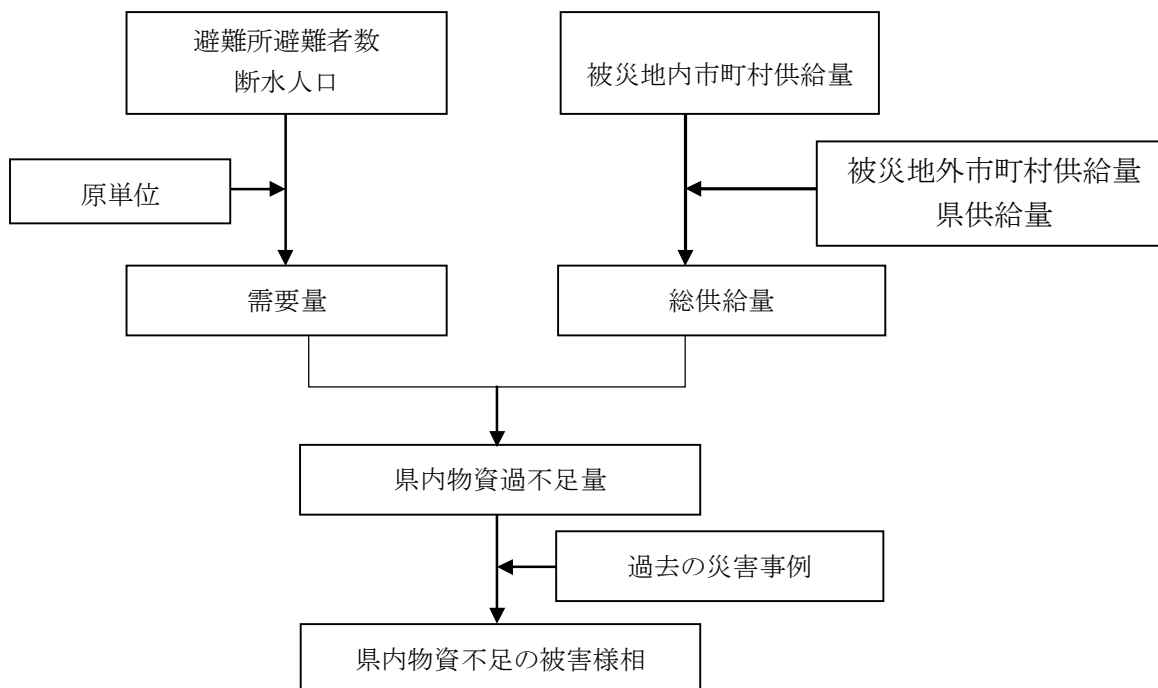 避難所避難者数
断水人口
被災地内市町村供給量
原単位
被災地外市町村供給量
県供給量
需要量
総供給量
県内物資過不足量
過去の災害事例
県内物資不足の被害様相